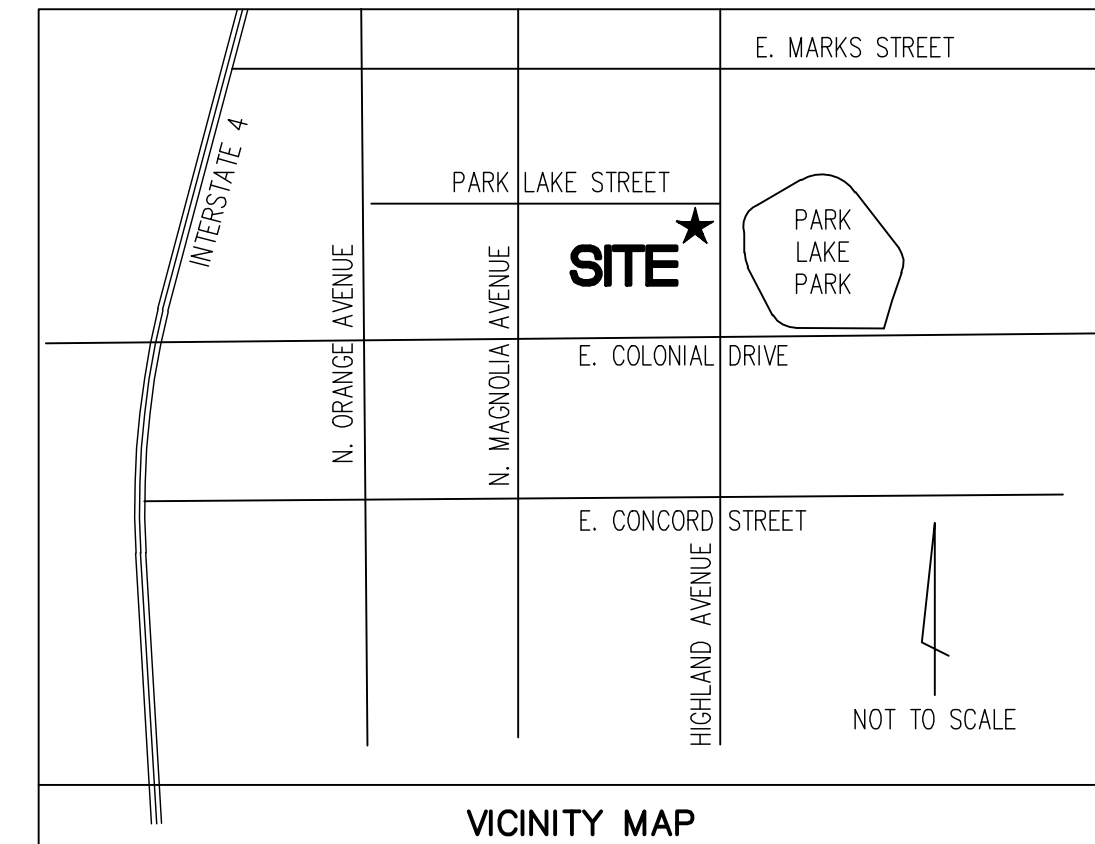 E. MARKS STREET
INTERSTATE 4
PARK LAKE STREET
PARK
LAKE
PARK
SITE
N. ORANGE AVENUE
N. MAGNOLIA AVENUE
E. COLONIAL DRIVE
E. CONCORD STREET
HIGHLAND AVENUE
NOT TO SCALE
VICINITY MAP